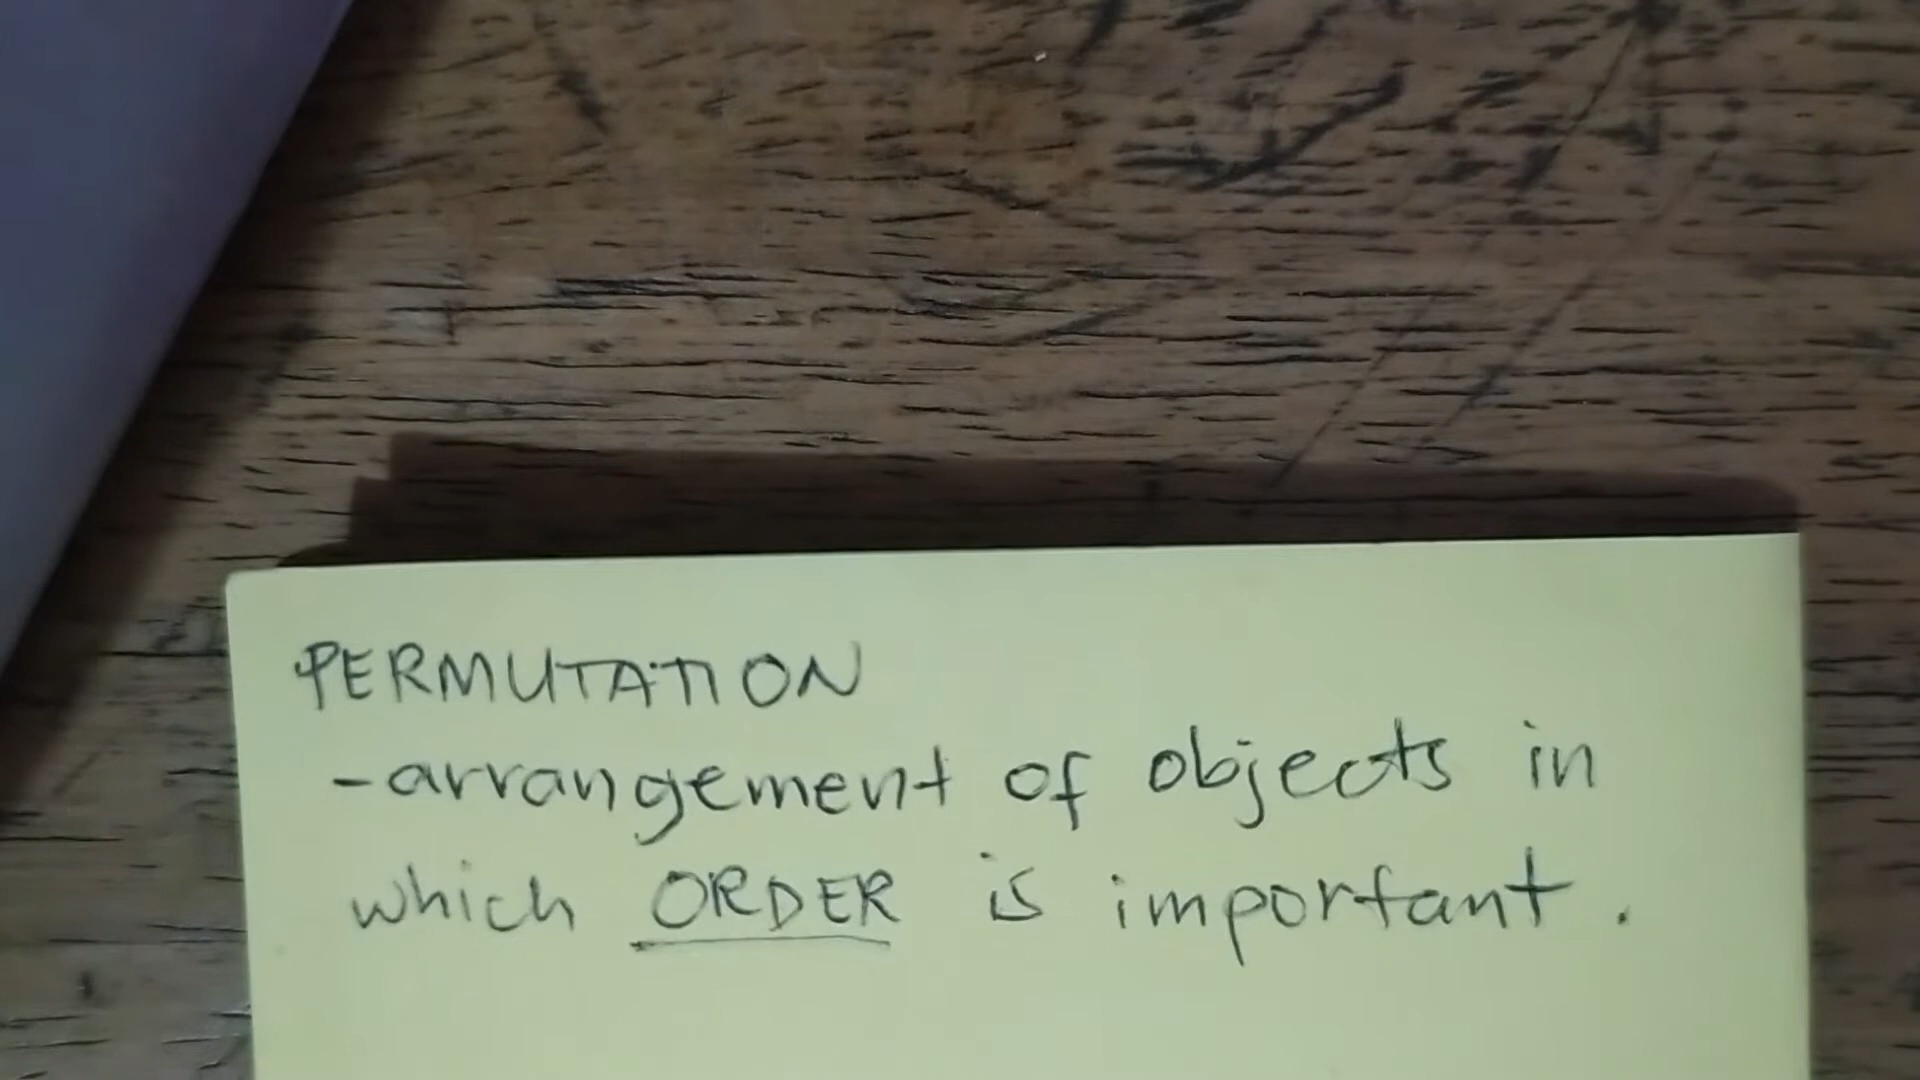 PERMUTATION
-arrangement of objects in
which ORDER is important.